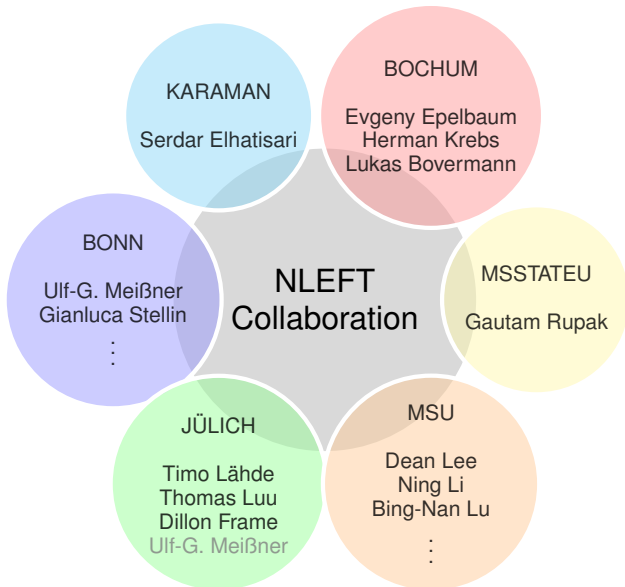 KARAMAN
Serdar Elhatisari
BOCHUM
Evgeny Epelbaum
Herman Krebs
Lukas Bovermann
BONN
Ulf-G. Meißner
Gianluca Stellin
⋮
NLEFT
Collaboration
MSSTATEU
Gautam Rupak
JÜLICH
Timo Lähde
Thomas Luu
Dillon Frame
Ulf-G. Meißner
MSU
Dean Lee
Ning Li
Bing-Nan Lu
⋮